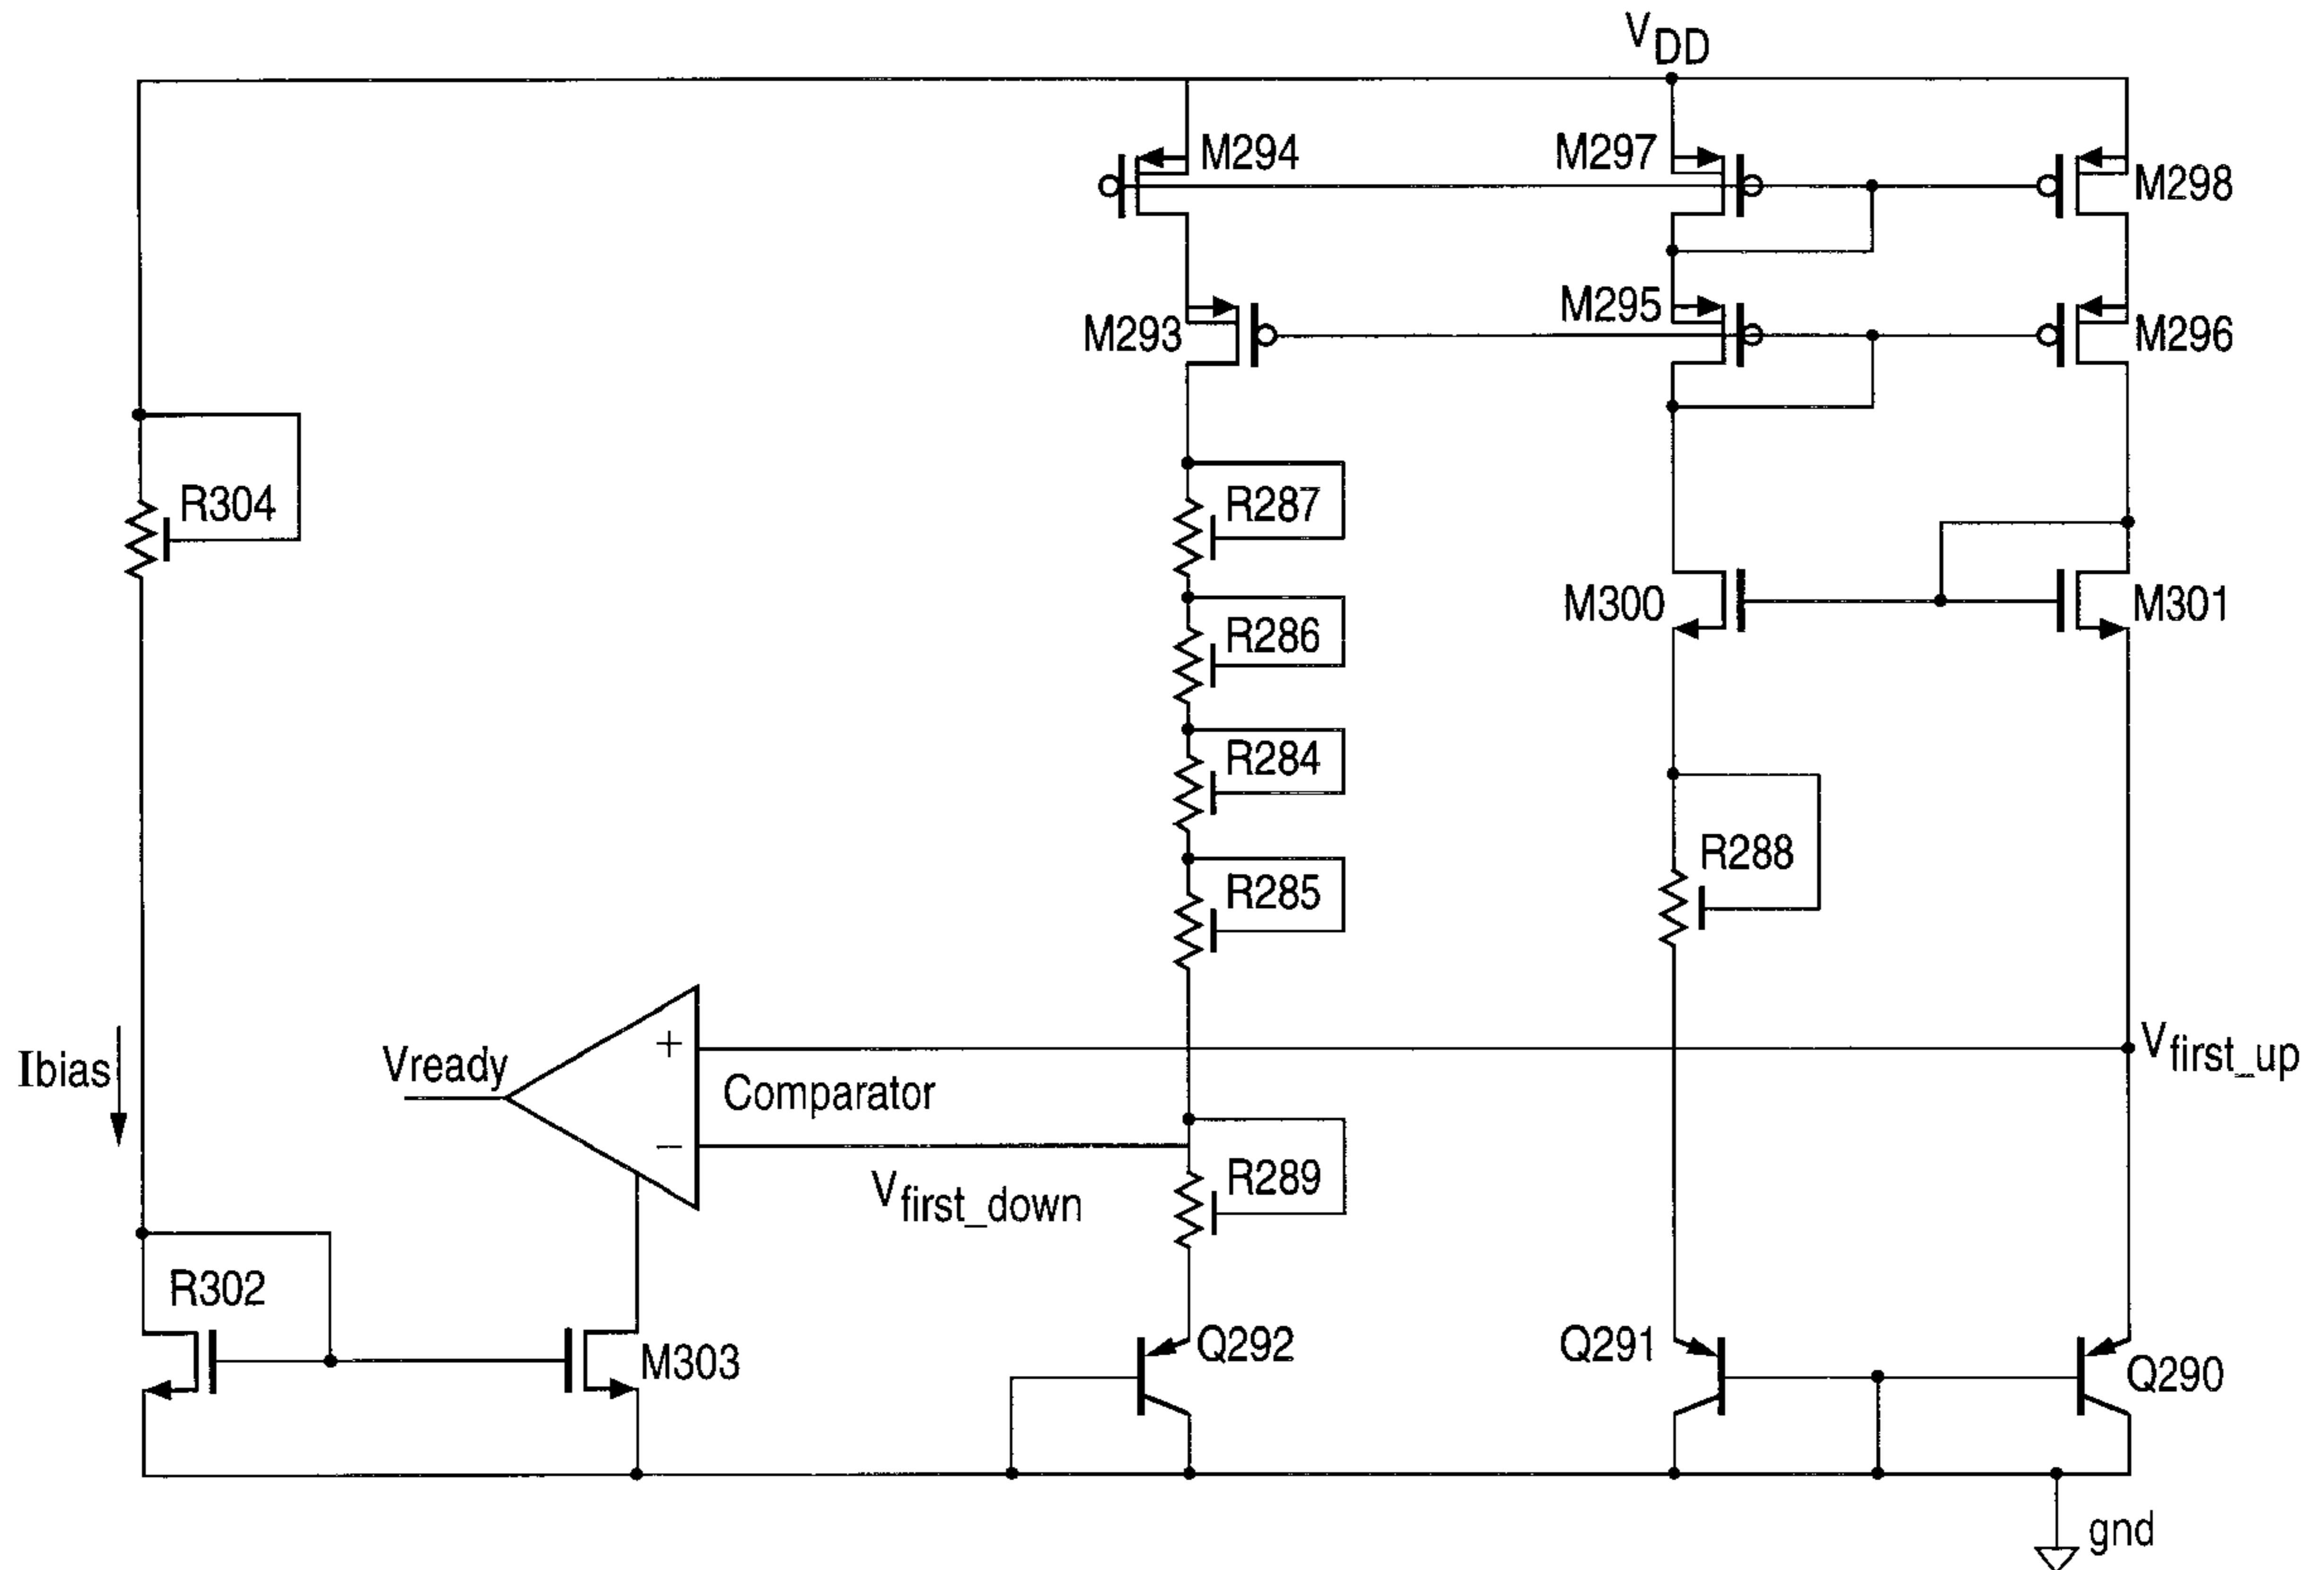 VDD
M294
M297
M298
M293
M295
M296
R304
R287
R286
M300
M301
R284
R288
R285
Ibias
Vready
+
Comparator
−
Vfirst_up
Vfirst_down
R289
R302
M303
Q292
Q291
Q290
gnd